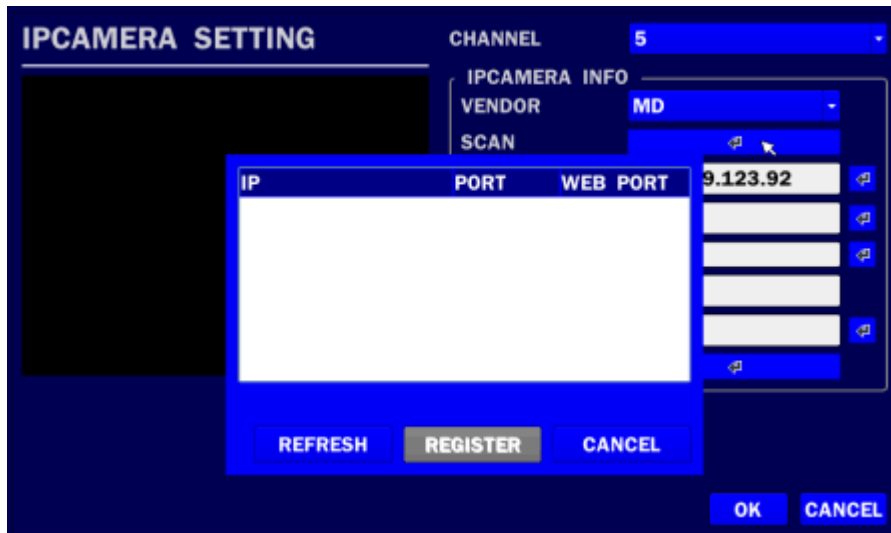 IPCAMERA SETTING
CHANNEL 5
IPCAMERA INFO
VENDOR MD
SCAN
9.123.92
IP PORT WEB PORT
REFRESH REGISTER CANCEL
OK CANCEL